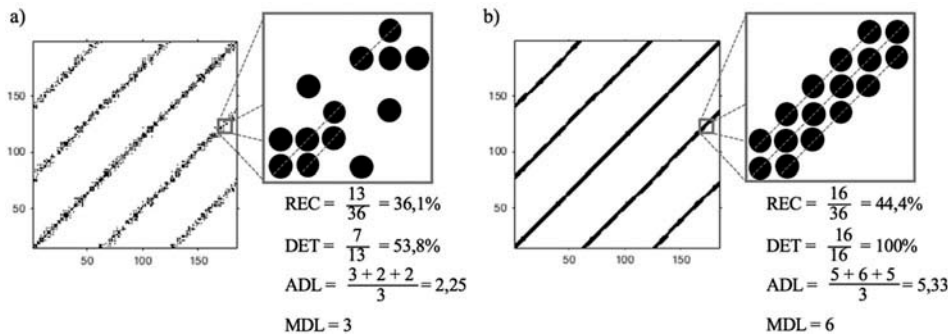 a)
150
100
50
50 100 150
REC = 13/36 = 36,1%
DET = 7/13 = 53,8%
ADL = 3 + 2 + 2/3 = 2,25
MDL = 3
b)
150
100
50
50 100 150
REC = 16/36 = 44,4%
DET = 16/16 = 100%
ADL = 5 + 6 + 5/3 = 5,33
MDL = 6